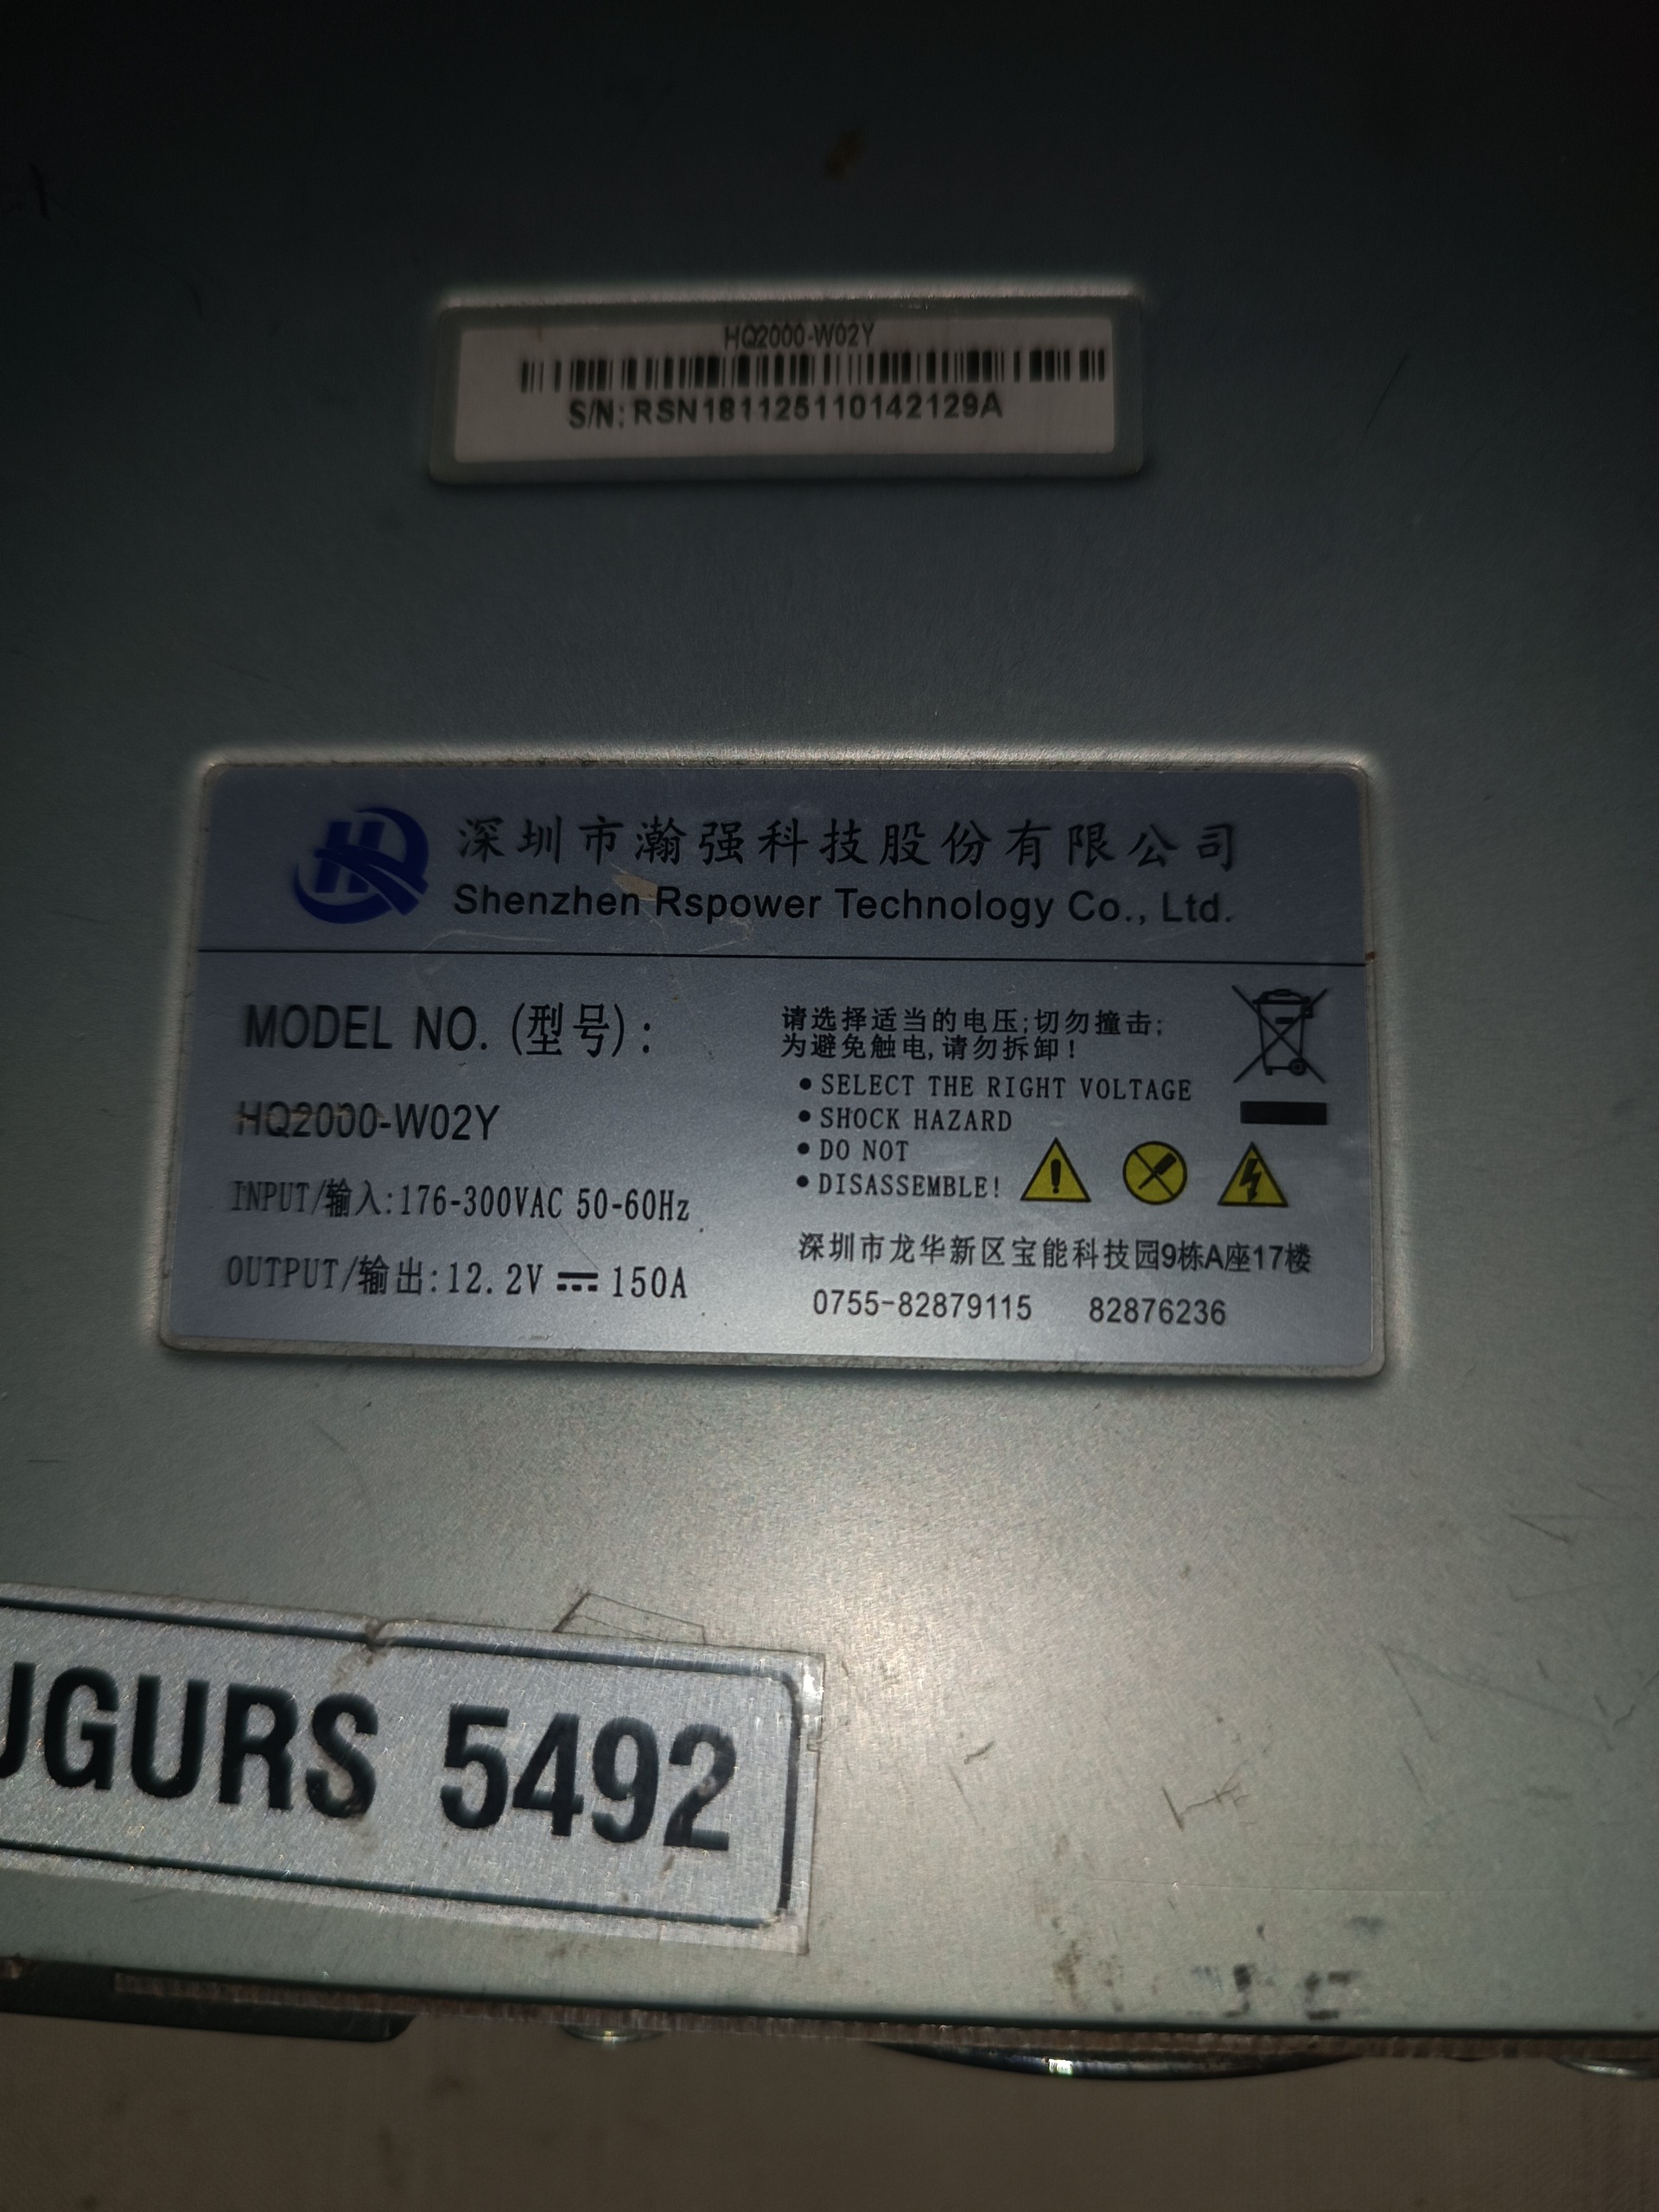 HQ2000-W02Y
S/N: RSN181125110142129A
HQ
深圳市瀚强科技股份有限公司
Shenzhen Rspower Technology Co., Ltd.
MODEL NO. (型号):
HQ2000-W02Y
INPUT/输入:176-300VAC 50-60Hz
OUTPUT/输出:12.2V 150A
请选择适当的电压;切勿撞击;
为避免触电,请勿拆卸!
• SELECT THE RIGHT VOLTAGE
• SHOCK HAZARD
• DO NOT
• DISASSEMBLE!
深圳市龙华新区宝能科技园9栋A座17楼
0755-82879115 82876236
JGURS 5492